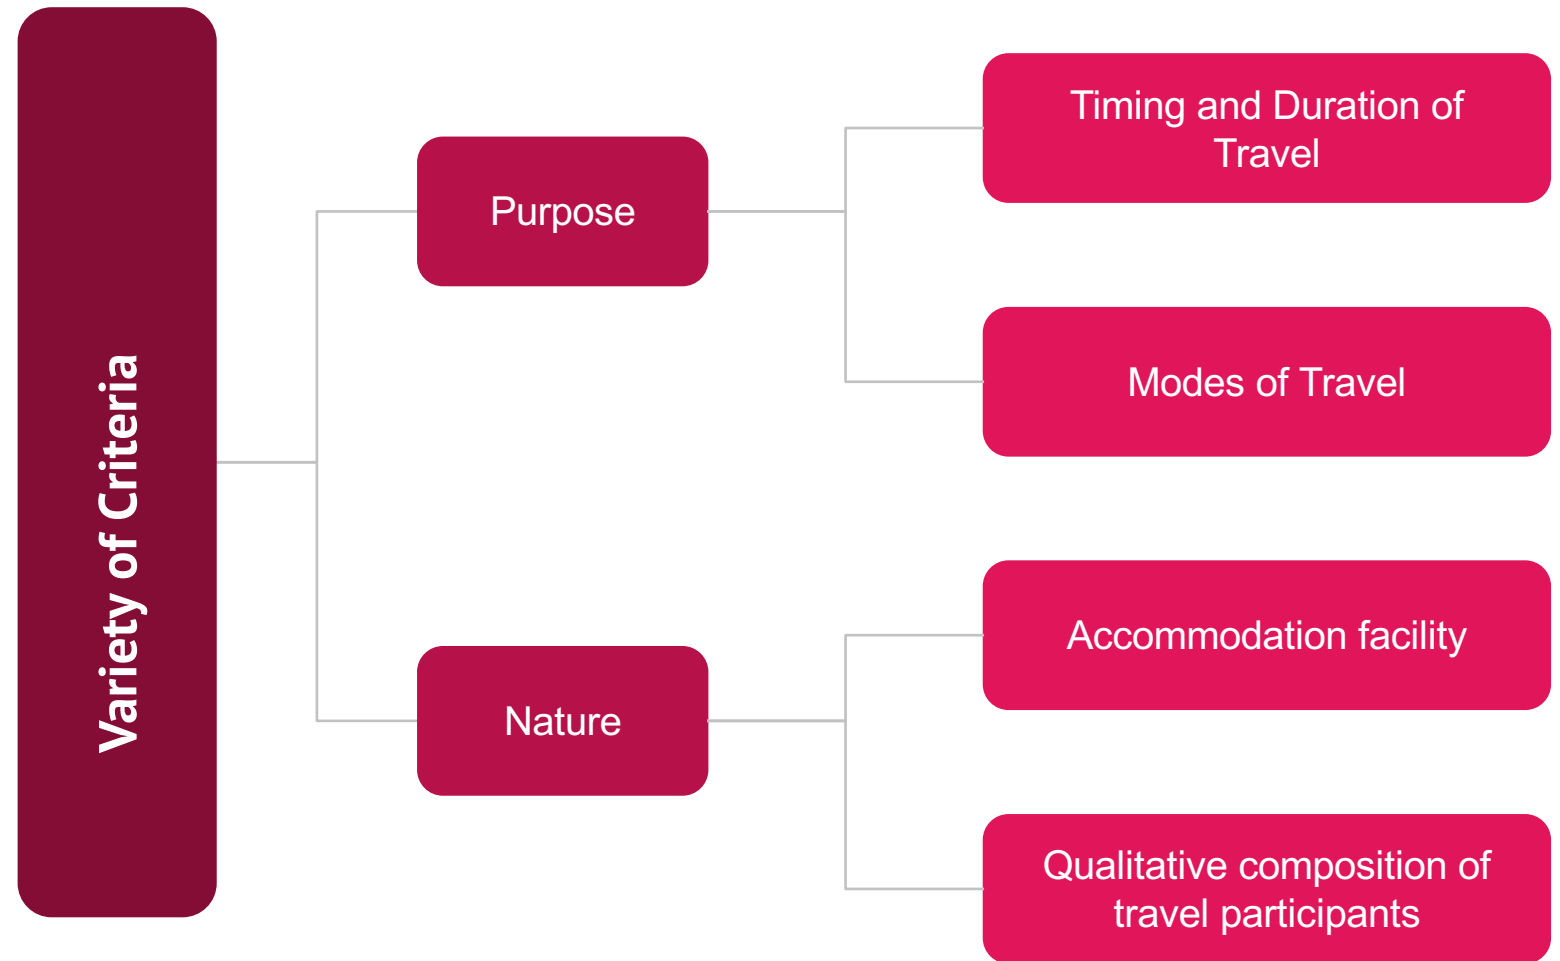 Variety of Criteria
Purpose
Timing and Duration of
Travel
Modes of Travel
Nature
Accommodation facility
Qualitative composition of
travel participants